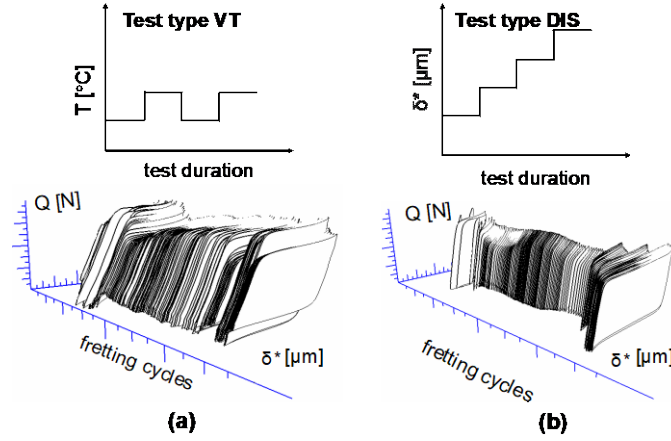 Test type VT
T [°C]
test duration
Q [N]
fretting cycles
δ* [μm]
(a)
Test type DIS
δ* [μm]
test duration
Q [N]
fretting cycles
δ* [μm]
(b)